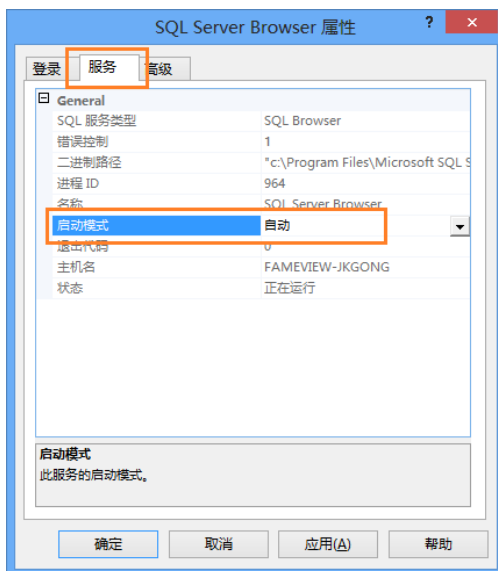 SQL Server Browser 属性
登录 服务 高级
General
SQL 服务类型 SQL Browser
错误控制 1
二进制路径 "c:\Program Files\Microsoft SQL S
进程 ID 964
名称 SQL Server Browser
启动模式 自动
退出代码 0
主机名 FAMEVIEW-JKGONG
状态 正在运行
启动模式
此服务的启动模式。
确定 取消 应用(A) 帮助